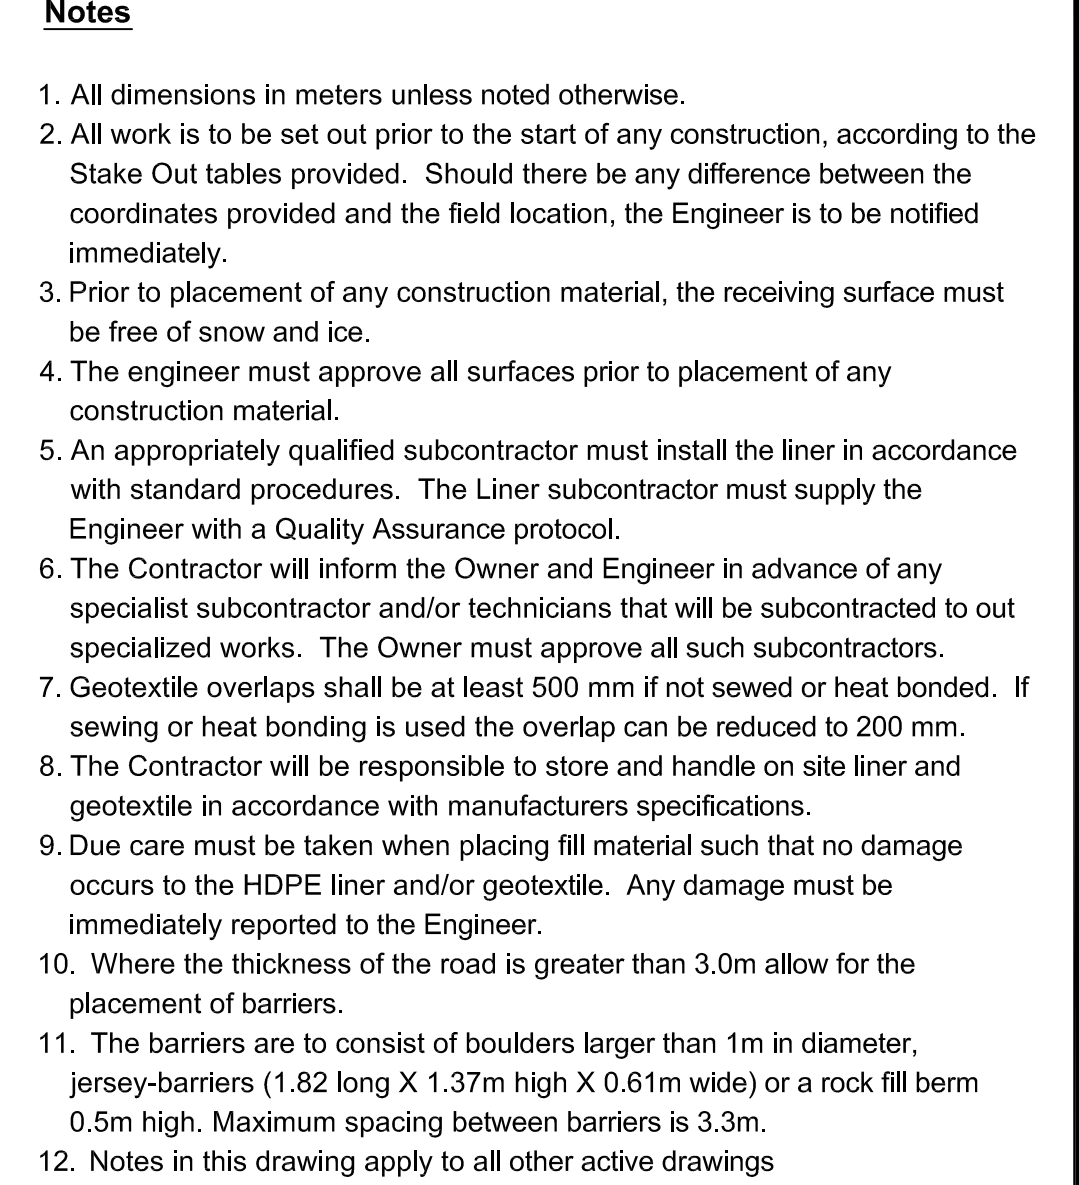 Notes
1. All dimensions in meters unless noted otherwise.
2. All work is to be set out prior to the start of any construction, according to the
Stake Out tables provided.  Should there be any difference between the
coordinates provided and the field location, the Engineer is to be notified
immediately.
3. Prior to placement of any construction material, the receiving surface must
be free of snow and ice.
4. The engineer must approve all surfaces prior to placement of any
construction material.
5. An appropriately qualified subcontractor must install the liner in accordance
with standard procedures.  The Liner subcontractor must supply the
Engineer with a Quality Assurance protocol.
6. The Contractor will inform the Owner and Engineer in advance of any
specialist subcontractor and/or technicians that will be subcontracted to out
specialized works.  The Owner must approve all such subcontractors.
7. Geotextile overlaps shall be at least 500 mm if not sewed or heat bonded.  If
sewing or heat bonding is used the overlap can be reduced to 200 mm.
8. The Contractor will be responsible to store and handle on site liner and
geotextile in accordance with manufacturers specifications.
9. Due care must be taken when placing fill material such that no damage
occurs to the HDPE liner and/or geotextile.  Any damage must be
immediately reported to the Engineer.
10.  Where the thickness of the road is greater than 3.0m allow for the
placement of barriers.
11.  The barriers are to consist of boulders larger than 1m in diameter,
jersey-barriers (1.82 long X 1.37m high X 0.61m wide) or a rock fill berm
0.5m high. Maximum spacing between barriers is 3.3m.
12.  Notes in this drawing apply to all other active drawings